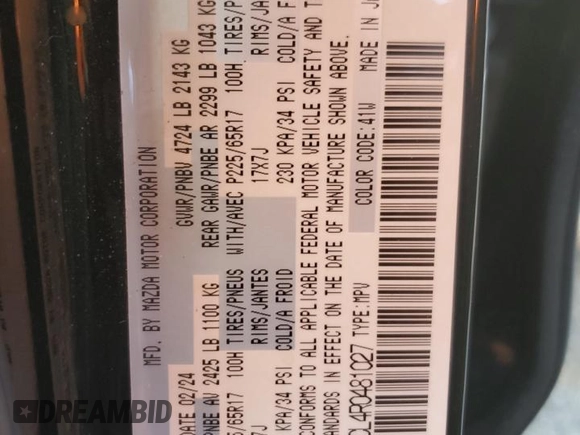 MFD. BY MAZDA MOTOR CORPORATION
DATE 02/24 GVWR/PNBV 4724 LB 2143 KG
PNBE AV 2425 LB 1100 KG REAR GAWR/PNBE AR 2299 LB 1043 KG
65R17 100H TIRES/PNEUS WITH/AVEC P225/65R17 100H TIRES/P
RIMS/JANTES 17X7J RIMS/JAN
KPA/34 PSI COLD/A FROID 230 KPA/34 PSI COLD/A F
CONFORMS TO ALL APPLICABLE FEDERAL MOTOR VEHICLE SAFETY AND T
STANDARDS IN EFFECT ON THE DATE OF MANUFACTURE SHOWN ABOVE.
CL4R0481027 TYPE:MPV COLOR CODE:41W MADE IN JA
DREAMBID